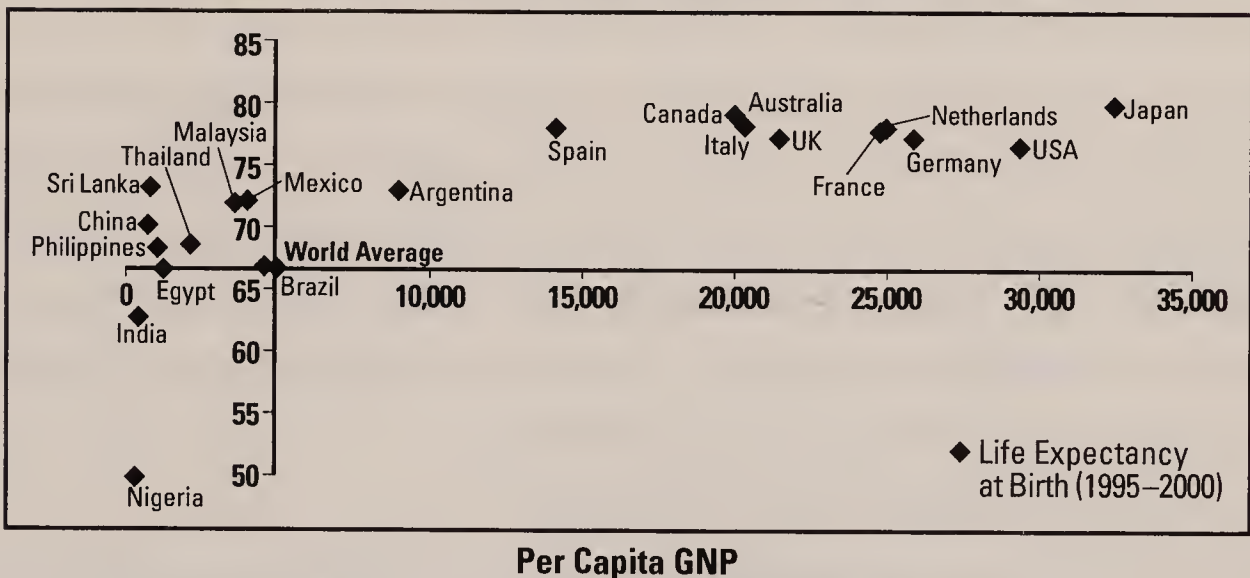 85
80
75
70
65
60
55
50
Canada
Australia
Italy
UK
Netherlands
Japan
Spain
France
Germany
USA
Malaysia
Thailand
Sri Lanka
Mexico
Argentina
China
Philippines
World Average
Egypt
Brazil
India
Nigeria
0
10,000
15,000
20,000
25,000
30,000
35,000
Life Expectancy
at Birth (1995–2000)
Per Capita GNP